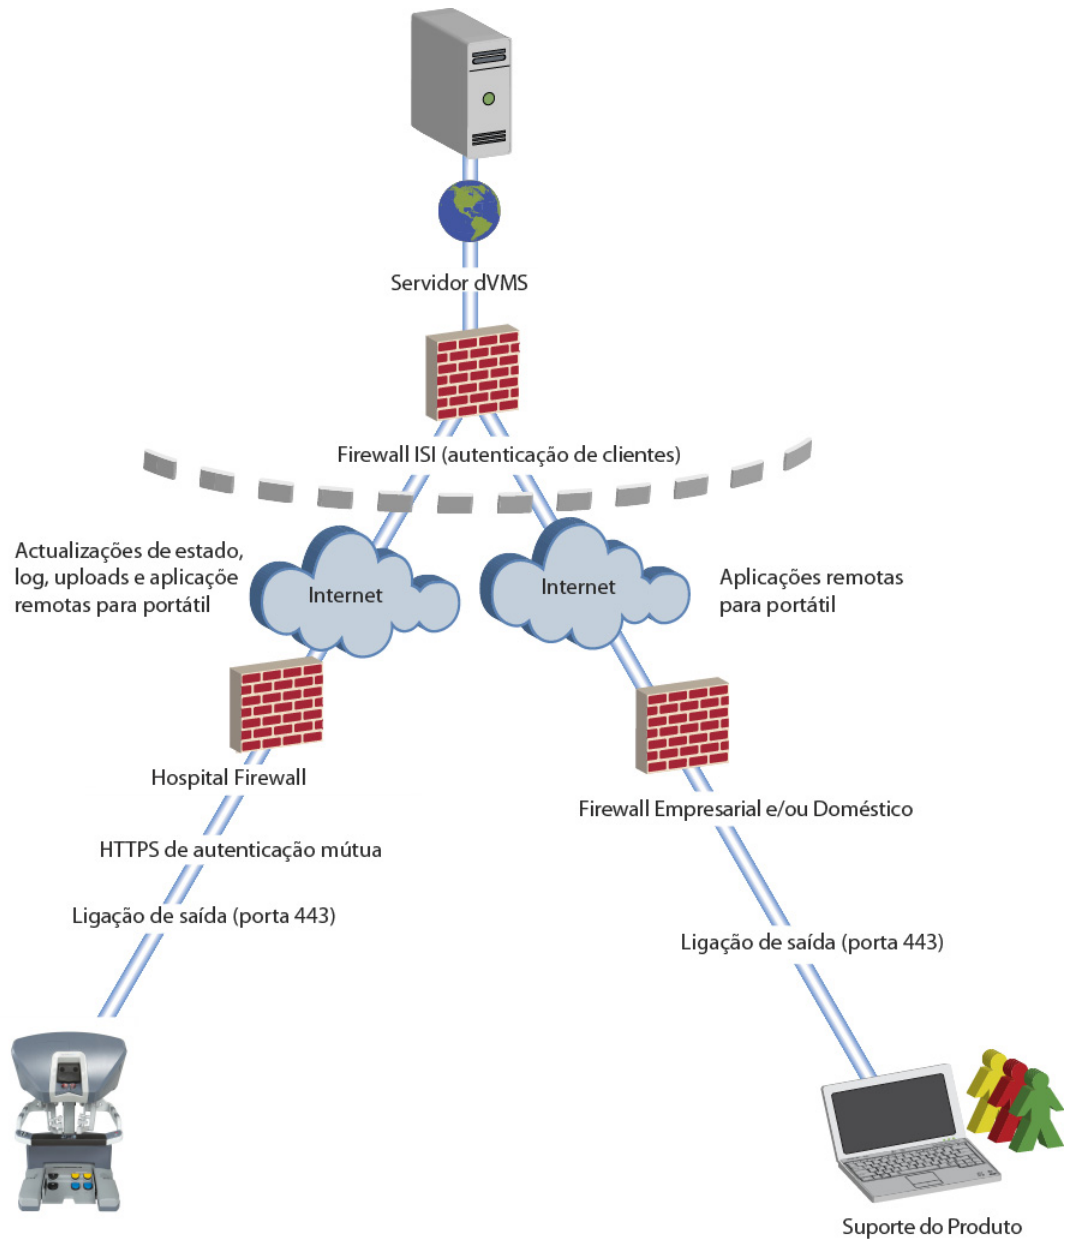 Servidor dVMS
Firewall ISI (autenticação de clientes)
Actualizações de estado,
log, uploads e aplicaçõe
remotas para portátil
Internet
Internet
Aplicações remotas
para portátil
Hospital Firewall
Firewall Empresarial e/ou Doméstico
HTTPS de autenticação mútua
Ligação de saída (porta 443)
Ligação de saída (porta 443)
Suporte do Produto